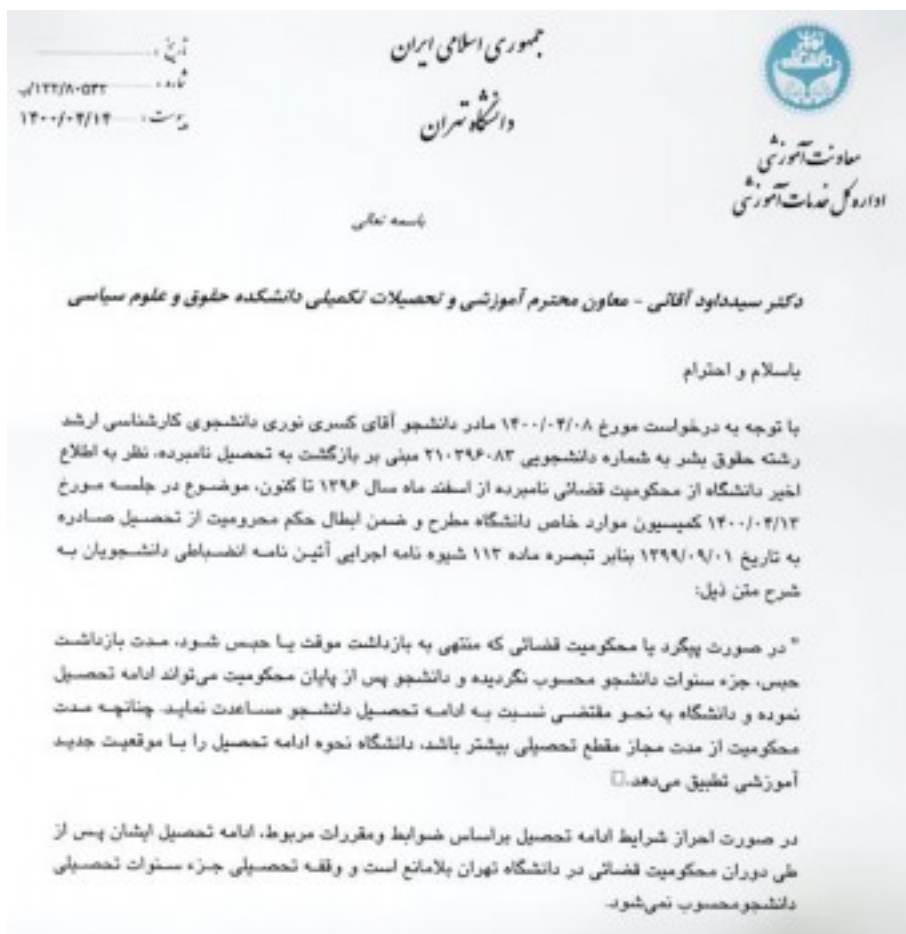 جمهوری اسلامی ایران
دانشگاه تهران
تاریخ :
شماره : ۱۲۲/۸۰۵۳۲/پ
پیوست : ۱۴۰۰/۰۴/۱۴
معاونت آموزشی
اداره کل خدمات آموزشی
باسمه تعالی
دکتر سیدداود آقائی - معاون محترم آموزشی و تحصیلات تکمیلی دانشکده حقوق و علوم سیاسی
باسلام و احترام
با توجه به درخواست مورخ ۱۴۰۰/۰۴/۰۸ مادر دانشجو آقای کسری نوری دانشجوی کارشناسی ارشد
رشته حقوق بشر به شماره دانشجویی ۲۱۰۳۹۶۰۸۳ مبنی بر بازگشت به تحصیل نامبرده، نظر به اطلاع
اخیر دانشگاه از محکومیت قضائی نامبرده از اسفند ماه سال ۱۳۹۶ تا کنون، موضوع در جلسه مورخ
۱۴۰۰/۰۴/۱۳ کمیسیون موارد خاص دانشگاه مطرح و ضمن ابطال حکم محرومیت از تحصیل صادره
به تاریخ ۱۳۹۹/۰۹/۰۱ بنابر تبصره ماده ۱۱۳ شیوه نامه اجرایی آئین نامه انضباطی دانشجویان به
شرح متن ذیل:
" در صورت پیگرد یا محکومیت قضائی که منتهی به بازداشت موقت یا حبس شود، مدت بازداشت
حبس، جزء سنوات دانشجو محسوب نگردیده و دانشجو پس از پایان محکومیت می‌تواند ادامه تحصیل
نموده و دانشگاه به نحو مقتضی نسبت به ادامه تحصیل دانشجو مساعدت نماید. چنانچه مدت
محکومیت از مدت مجاز مقطع تحصیلی بیشتر باشد، دانشگاه نحوه ادامه تحصیل را با موقعیت جدید
آموزشی تطبیق می‌دهد.
در صورت احراز شرایط ادامه تحصیل براساس ضوابط ومقررات مربوط، ادامه تحصیل ایشان پس از
طی دوران محکومیت قضائی در دانشگاه تهران بلامانع است و وقفه تحصیلی جزء سنوات تحصیلی
دانشجومحسوب نمی‌شود.